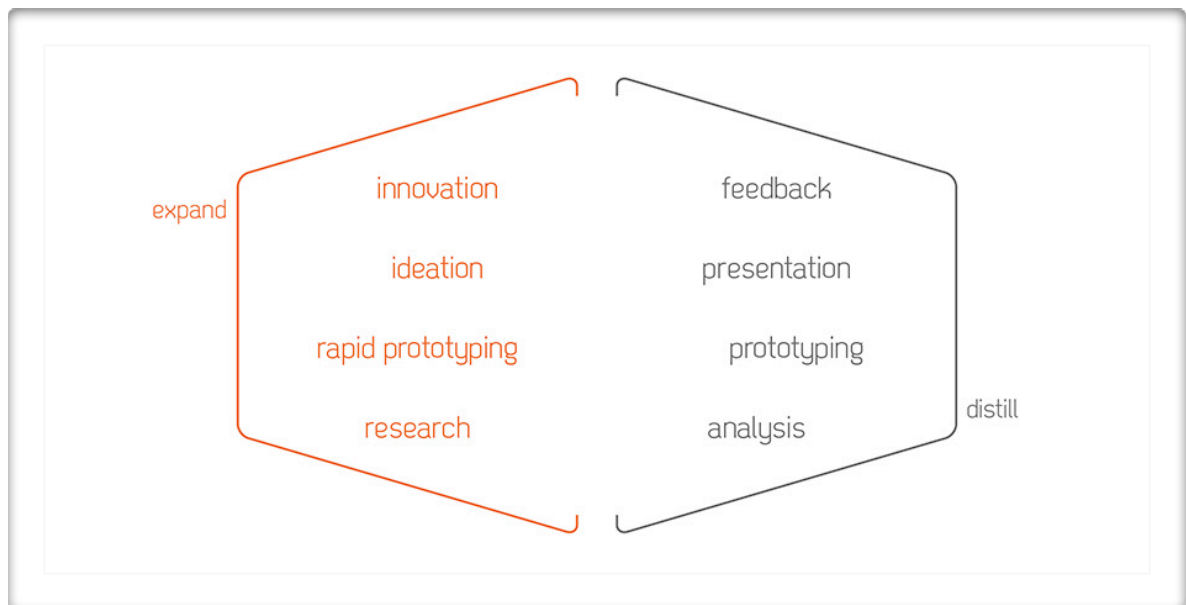 expand
innovation
ideation
rapid prototyping
research
feedback
presentation
prototyping
analysis
distill